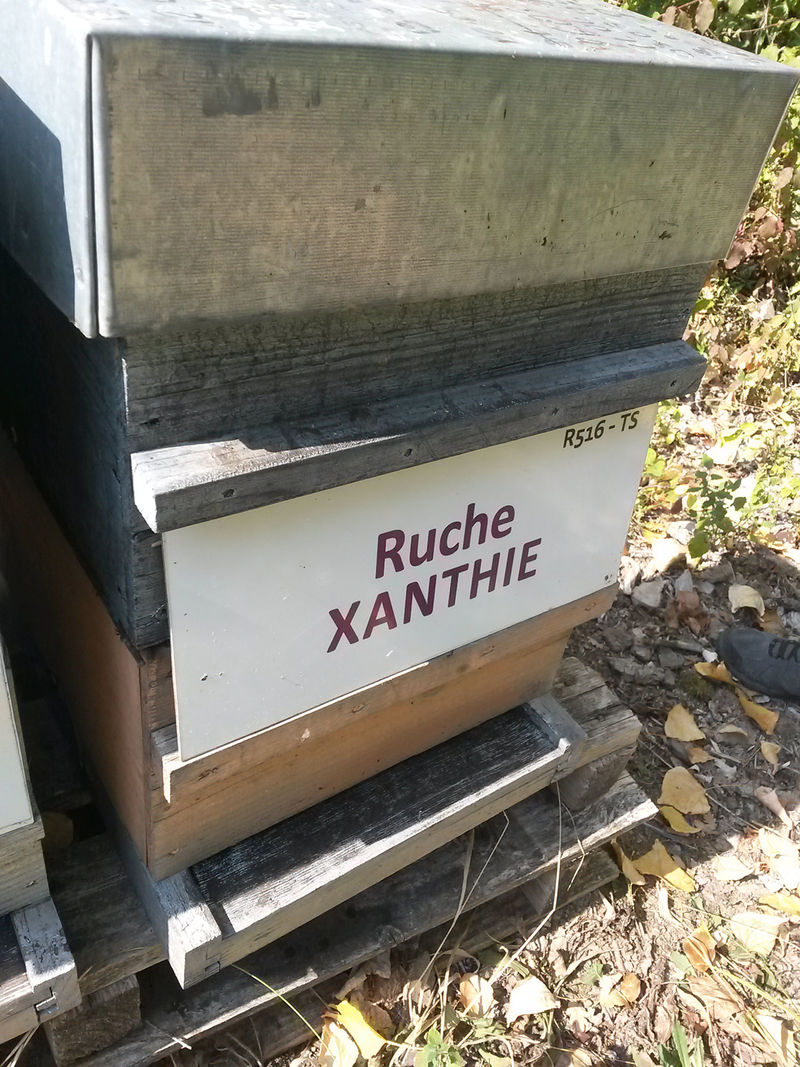 R516 - TS
Ruche
XANTHIE